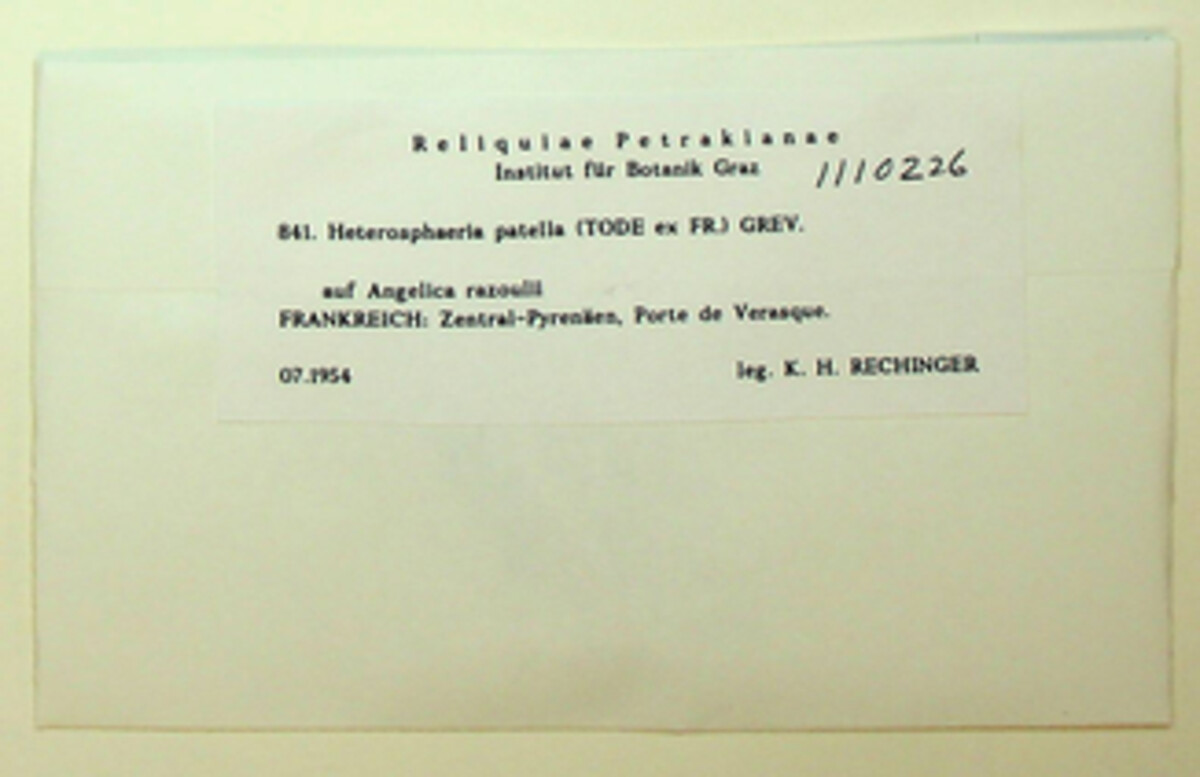 Reliquiae Petrakianae
Institut für Botanik Graz 1110226
841. Heterosphaeria patella (TODE ex FR.) GREV.
auf Angelica razoulii
FRANKREICH: Zentral-Pyrenäen, Porte de Verasque.
07.1954 leg. K. H. RECHINGER